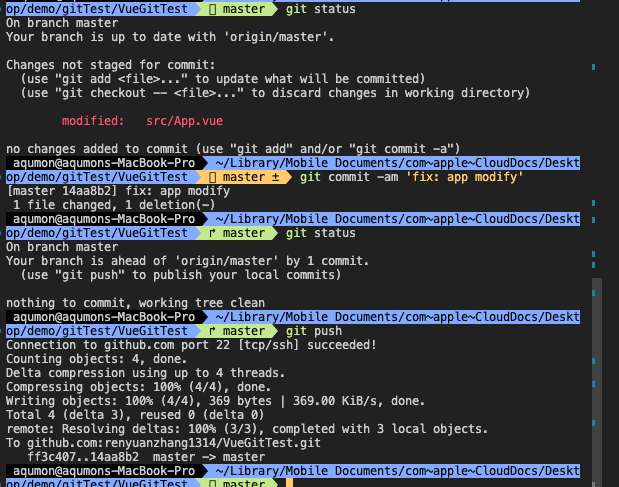 op/demo/gitTest/VueGitTest master git status
On branch master
Your branch is up to date with 'origin/master'.
Changes not staged for commit:
(use "git add <file>..." to update what will be committed)
(use "git checkout -- <file>..." to discard changes in working directory)
modified: src/App.vue
no changes added to commit (use "git add" and/or "git commit -a")
aqumon@aqumons-MacBook-Pro ~/Library/Mobile Documents/com~apple~CloudDocs/Deskt
op/demo/gitTest/VueGitTest master ± git commit -am 'fix: app modify'
[master 14aa8b2] fix: app modify
1 file changed, 1 deletion(-)
aqumon@aqumons-MacBook-Pro ~/Library/Mobile Documents/com~apple~CloudDocs/Deskt
op/demo/gitTest/VueGitTest ↱ master git status
On branch master
Your branch is ahead of 'origin/master' by 1 commit.
(use "git push" to publish your local commits)
nothing to commit, working tree clean
aqumon@aqumons-MacBook-Pro ~/Library/Mobile Documents/com~apple~CloudDocs/Deskt
op/demo/gitTest/VueGitTest ↱ master git push
Connection to github.com port 22 [tcp/ssh] succeeded!
Counting objects: 4, done.
Delta compression using up to 4 threads.
Compressing objects: 100% (4/4), done.
Writing objects: 100% (4/4), 369 bytes | 369.00 KiB/s, done.
Total 4 (delta 3), reused 0 (delta 0)
remote: Resolving deltas: 100% (3/3), completed with 3 local objects.
To github.com:renyuanzhang1314/VueGitTest.git
ff3c407..14aa8b2 master -> master
aqumon@aqumons-MacBook-Pro ~/Library/Mobile Documents/com~apple~CloudDocs/Deskt
op/demo/gitTest/VueGitTest master